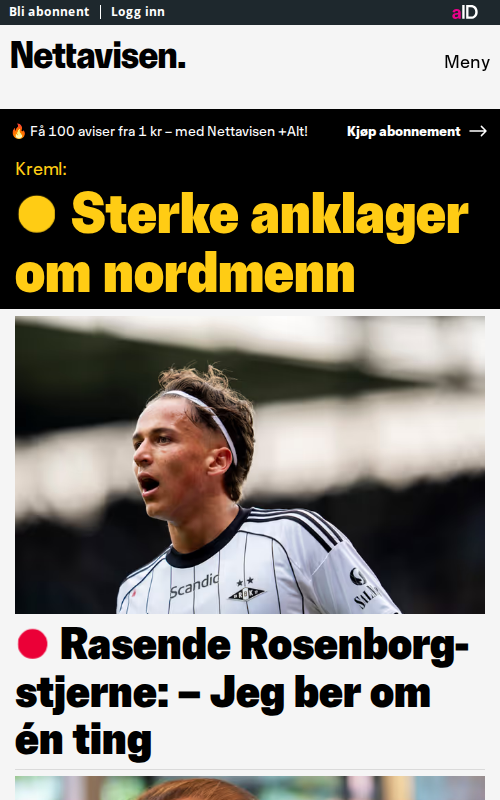 Bli abonnent | Logg inn
aID
Nettavisen.
Meny
🔥 Få 100 aviser fra 1 kr – med Nettavisen +Alt!
Kjøp abonnement →
Kreml:
Sterke anklager
om nordmenn
Scandic
RBK
Rasende Rosenborg-
stjerne: – Jeg ber om
én ting